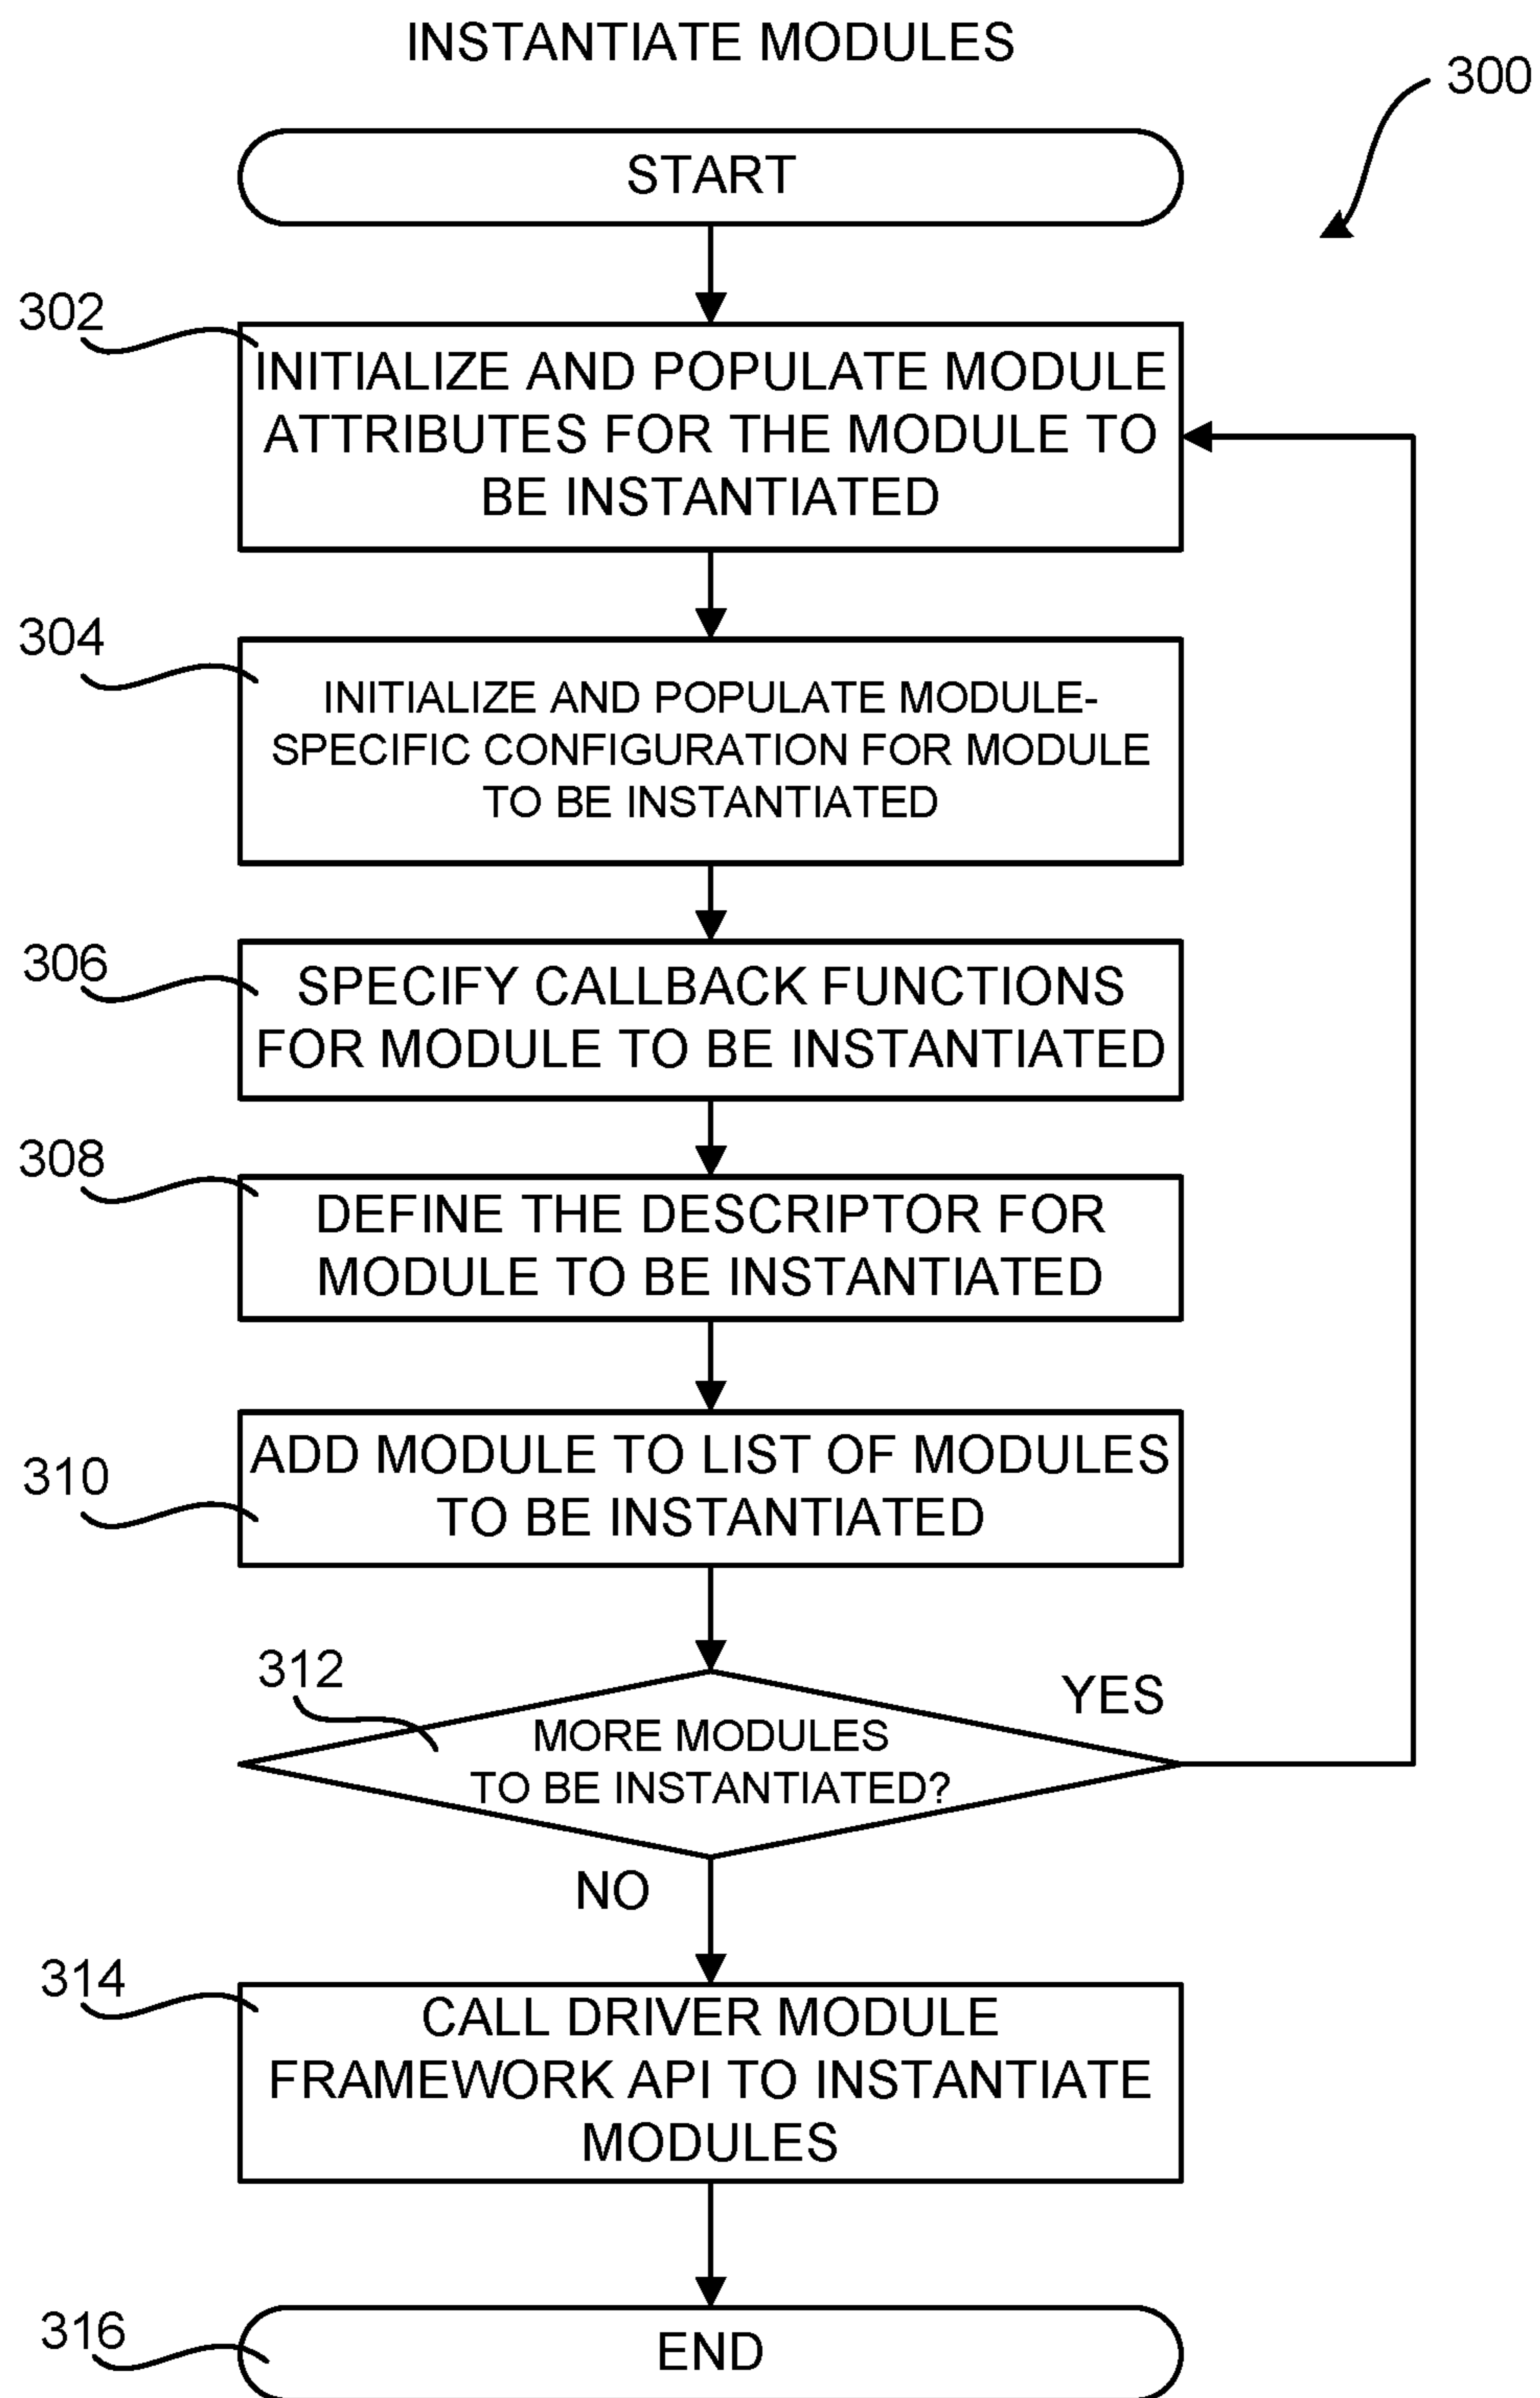 INSTANTIATE MODULES
300
START
302
INITIALIZE AND POPULATE MODULE
ATTRIBUTES FOR THE MODULE TO
BE INSTANTIATED
304
INITIALIZE AND POPULATE MODULE-
SPECIFIC CONFIGURATION FOR MODULE
TO BE INSTANTIATED
306
SPECIFY CALLBACK FUNCTIONS
FOR MODULE TO BE INSTANTIATED
308
DEFINE THE DESCRIPTOR FOR
MODULE TO BE INSTANTIATED
310
ADD MODULE TO LIST OF MODULES
TO BE INSTANTIATED
312
YES
MORE MODULES
TO BE INSTANTIATED?
NO
314
CALL DRIVER MODULE
FRAMEWORK API TO INSTANTIATE
MODULES
316
END